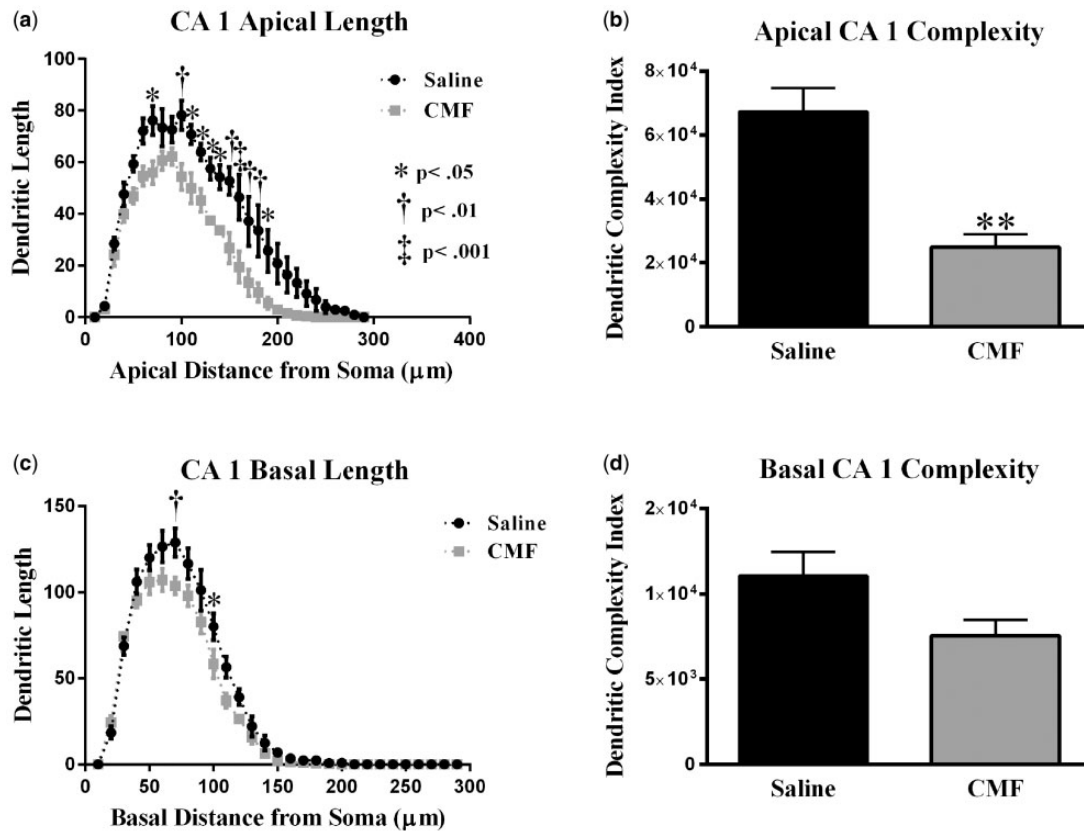 (a)
CA 1 Apical Length
Dendritic Length
100
80
60
40
20
0
0 100 200 300 400
Apical Distance from Soma (μm)
Saline
CMF
* p< .05
† p< .01
‡ p< .001
* † * * * * † ‡ † † *
(b)
Apical CA 1 Complexity
Dendritic Complexity Index
8×10⁴
6×10⁴
4×10⁴
2×10⁴
0
**
Saline CMF
(c)
CA 1 Basal Length
Dendritic Length
150
100
50
0
0 50 100 150 200 250 300
Basal Distance from Soma (μm)
Saline
CMF
† *
(d)
Basal CA 1 Complexity
Dendritic Complexity Index
2×10⁴
1×10⁴
5×10³
0
Saline CMF